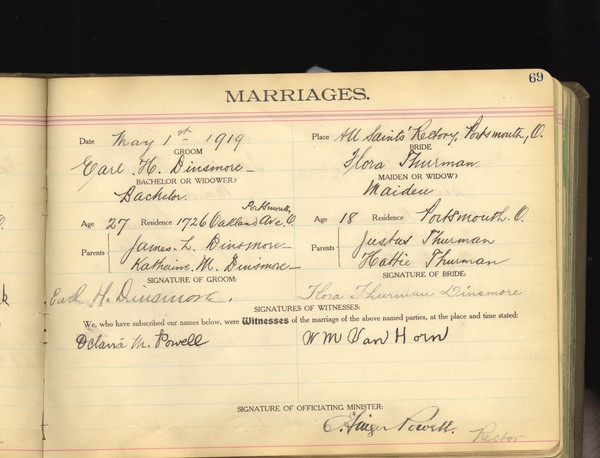 69
MARRIAGES.
Date May 1st 1919 Place All Saints' Rectory, Portsmouth, O.
GROOM BRIDE
Earl H. Dinsmore Flora Thurman
BACHELOR OR WIDOWER) MAIDEN OR WIDOW)
Bachelor. Maiden
Portsmouth
Age 27 Residence 1726 Oakland Ave. O Age 18 Residence Portsmouth. O.
Parents James L. Dinsmore Parents Justus Thurman
Katharine M. Dinsmore Hattie Thurman
SIGNATURE OF GROOM: SIGNATURE OF BRIDE:
Earl H. Dinsmore. Flora Thurman Dinsmore
SIGNATURES OF WITNESSES:
We, who have subscribed our names below, were Witnesses of the marriage of the above named parties, at the place and time stated:
Octavia M. Powell W M Van Horn
SIGNATURE OF OFFICIATING MINISTER:
Powell. Rector